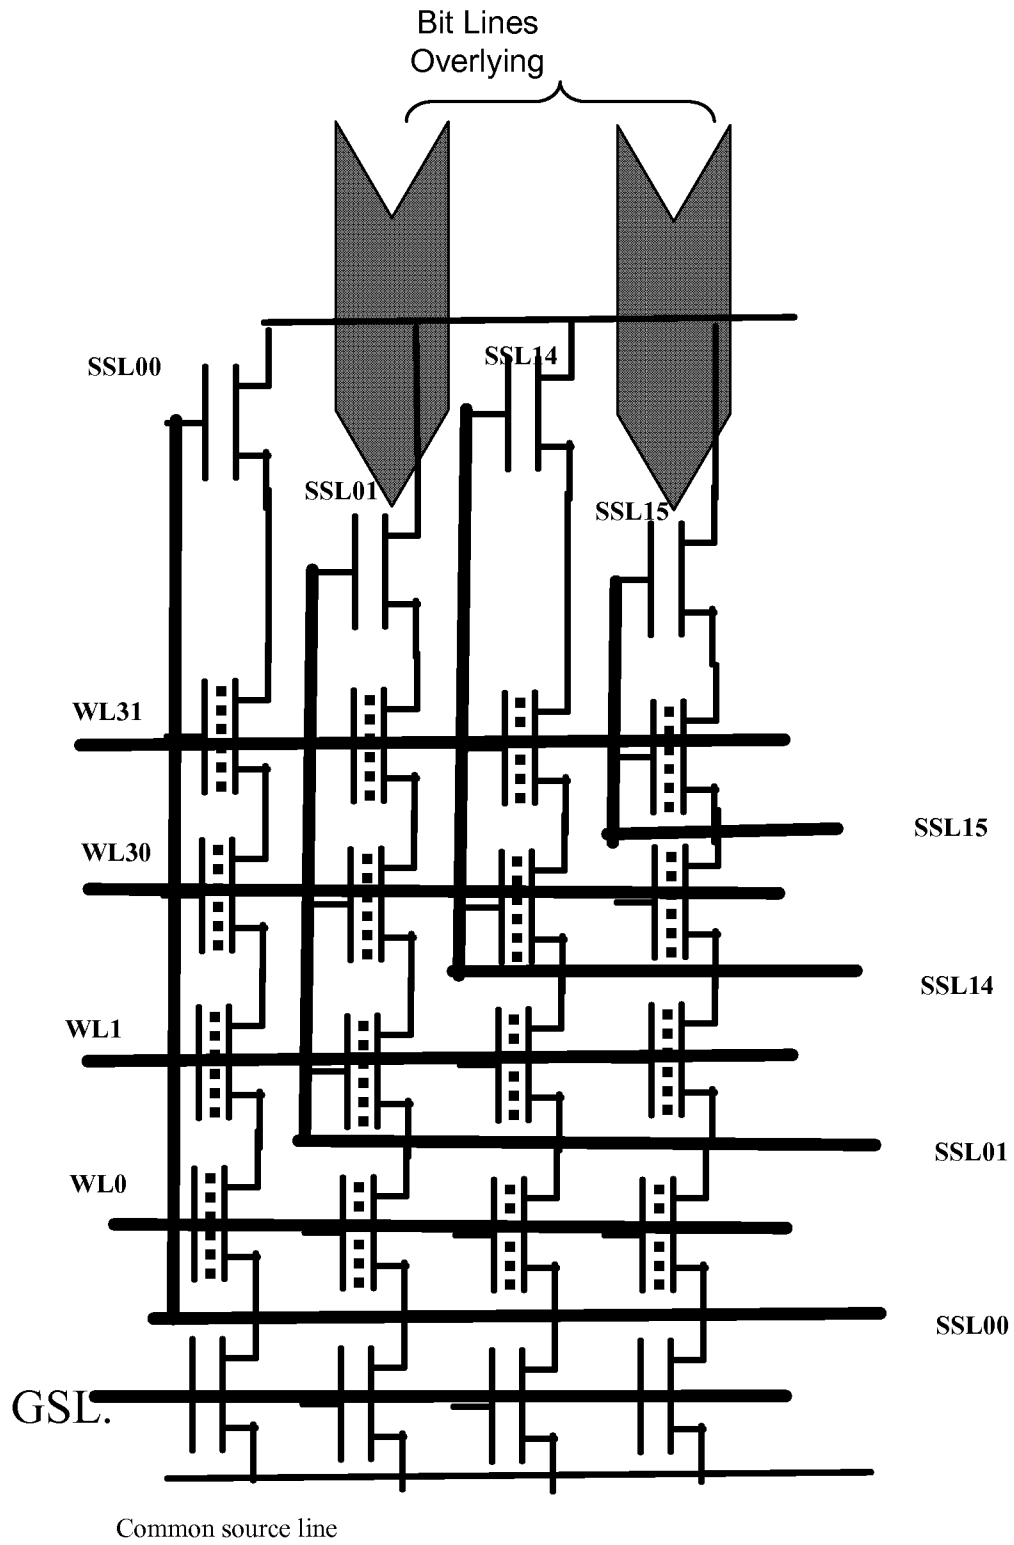 Bit Lines
Overlying
SSL00
SSL14
SSL01
SSL15
WL31
SSL15
WL30
SSL14
WL1
SSL01
WL0
SSL00
GSL.
Common source line